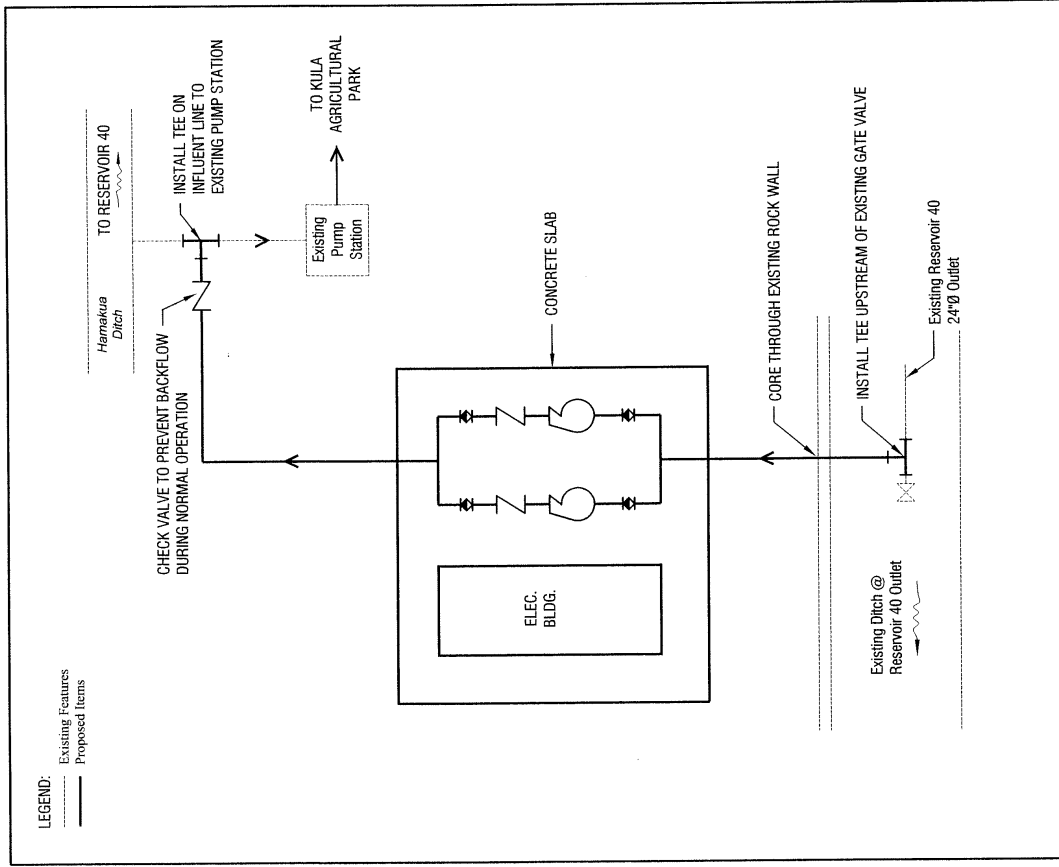 LEGEND:
Existing Features
Proposed Items
Hamakua
Ditch
TO RESERVOIR 40
INSTALL TEE ON
INFLUENT LINE TO
EXISTING PUMP STATION
CHECK VALVE TO PREVENT BACKFLOW
DURING NORMAL OPERATION
Existing
Pump
Station
TO KULA
AGRICULTURAL
PARK
CONCRETE SLAB
ELEC.
BLDG.
CORE THROUGH EXISTING ROCK WALL
INSTALL TEE UPSTREAM OF EXISTING GATE VALVE
Existing Ditch @
Reservoir 40 Outlet
Existing Reservoir 40
24"Ø Outlet